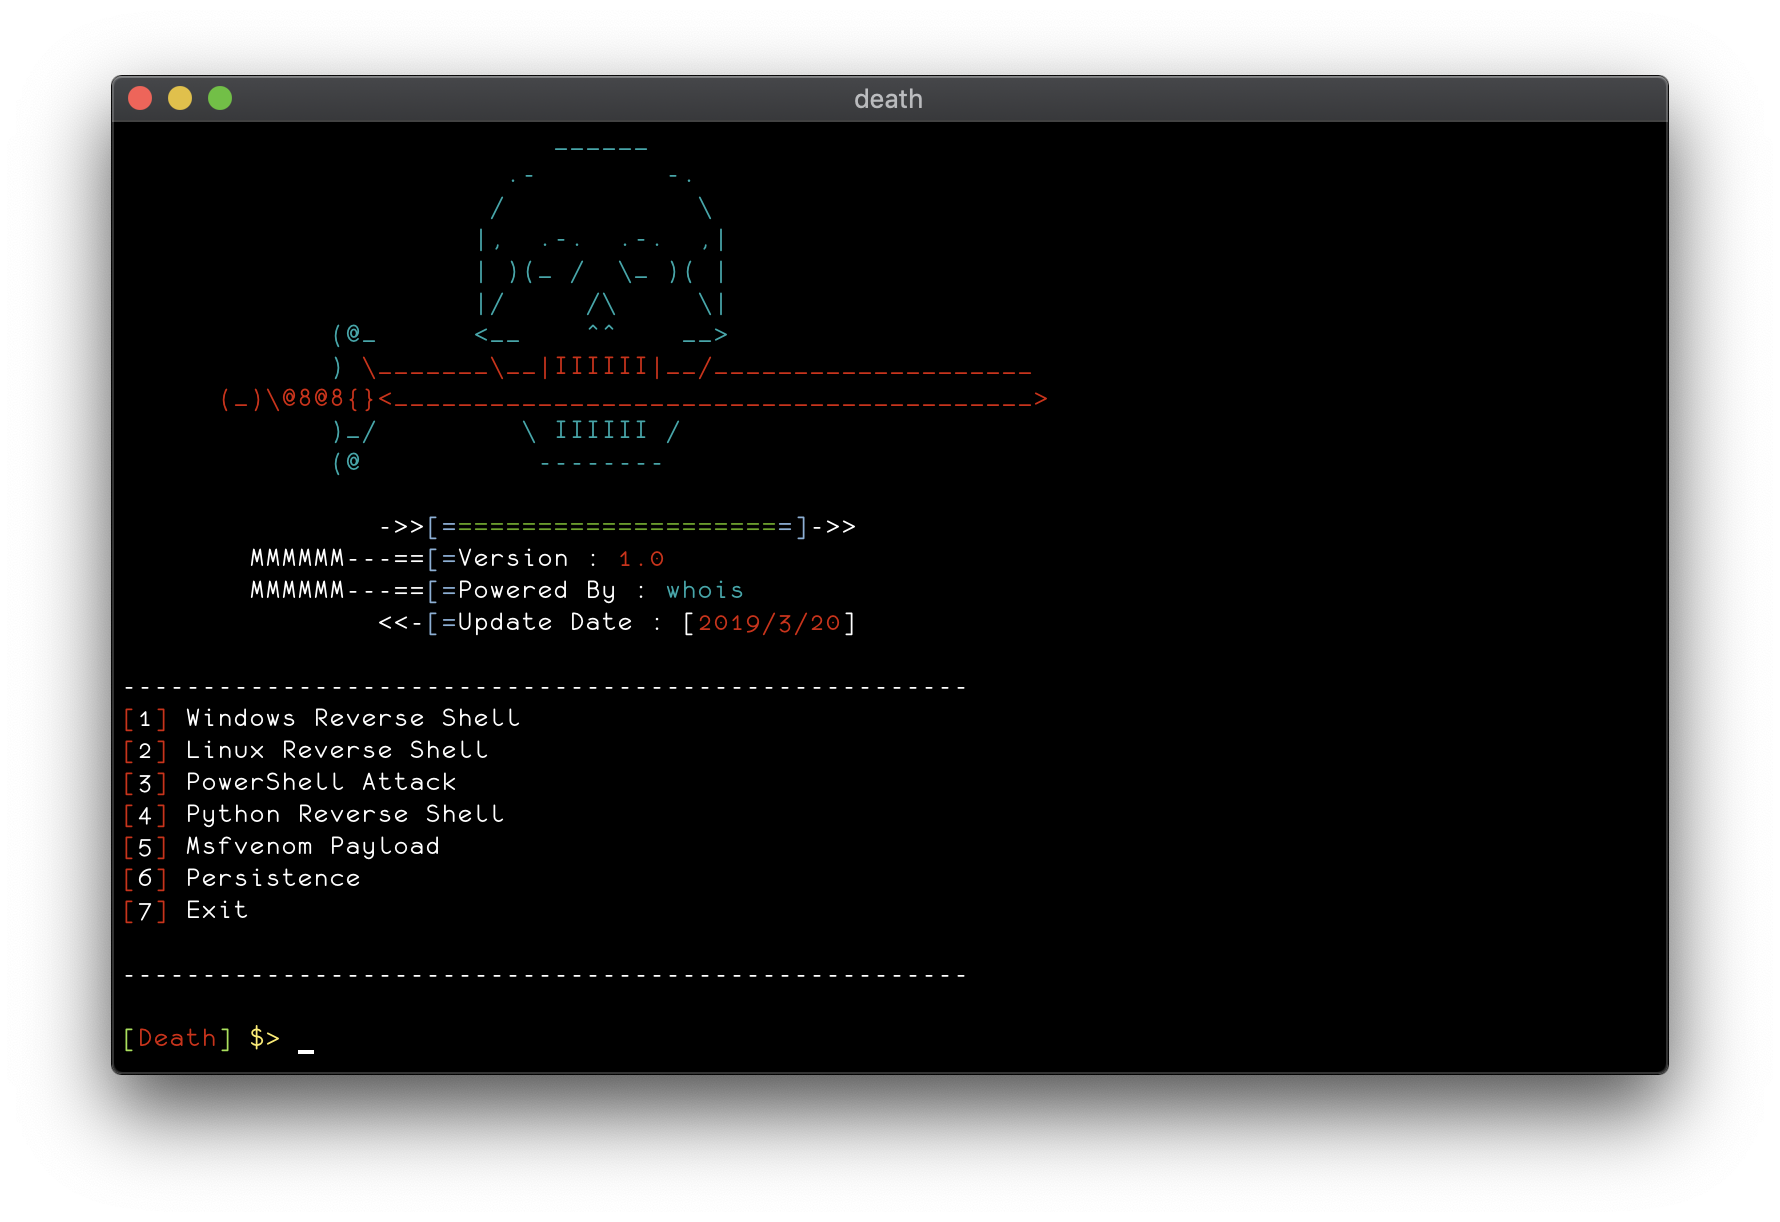 death
------
.-         -.
/            \
|,  .-.  .-.  ,|
| )(_ /  \_ )( |
|/     /\     \|
(@_      <__    ^^    __>
) \_______\__|IIIIII|__/____________________
(_)\@8@8{}<________________________________________>
)_/         \ IIIIII /
(@           --------
->>[======================]->>
MMMMMM---==[=Version : 1.0
MMMMMM---==[=Powered By : whois
<<-[=Update Date : [2019/3/20]
-----------------------------------------------------
[1] Windows Reverse Shell
[2] Linux Reverse Shell
[3] PowerShell Attack
[4] Python Reverse Shell
[5] Msfvenom Payload
[6] Persistence
[7] Exit
-----------------------------------------------------
[Death] $> _